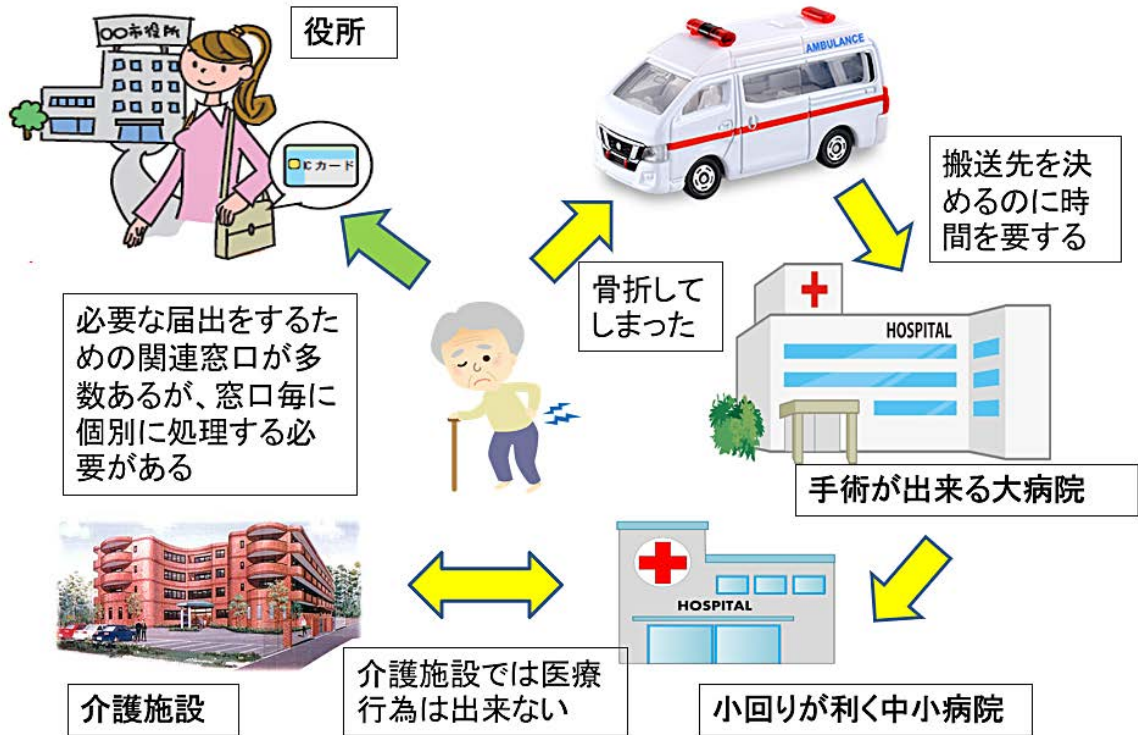 〇〇市役所
役所
ICカード
AMBULANCE
搬送先を決
めるのに時
間を要する
骨折して
しまった
必要な届出をするた
めの関連窓口が多
数あるが、窓口毎に
個別に処理する必
要がある
HOSPITAL
手術が出来る大病院
HOSPITAL
介護施設
介護施設では医療
行為は出来ない
小回りが利く中小病院